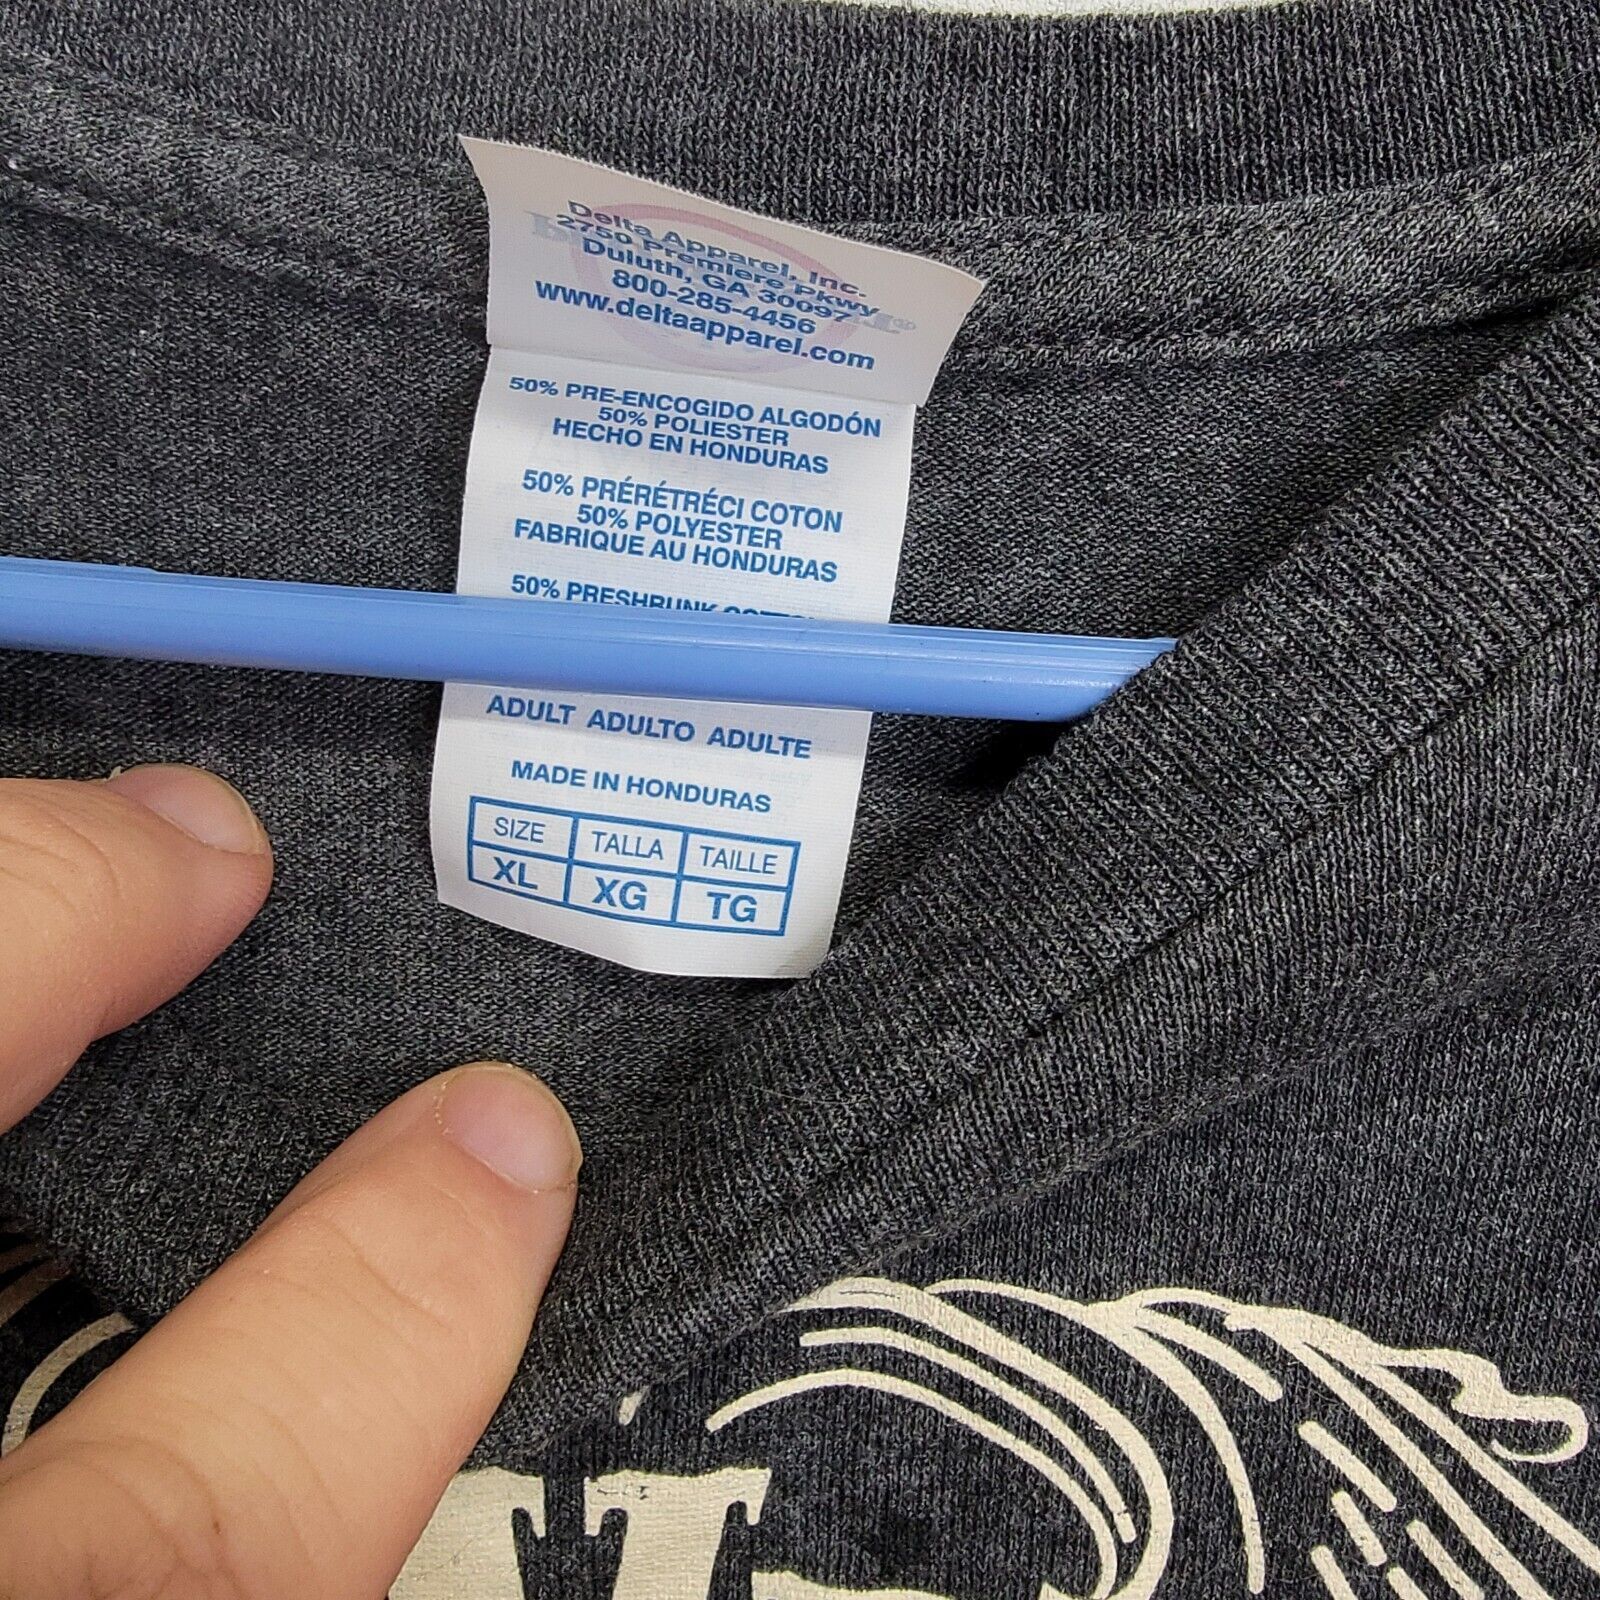 Delta Apparel, Inc.
2750 Premiere Pkwy
Duluth, GA 30097
800-285-4456
www.deltaapparel.com
50% PRE-ENCOGIDO ALGODÓN
50% POLIESTER
HECHO EN HONDURAS
50% PRÉRÉTRÉCI COTON
50% POLYESTER
FABRIQUE AU HONDURAS
50% PRESHRUNK COTTON
ADULT ADULTO ADULTE
MADE IN HONDURAS
SIZE TALLA TAILLE
XL XG TG